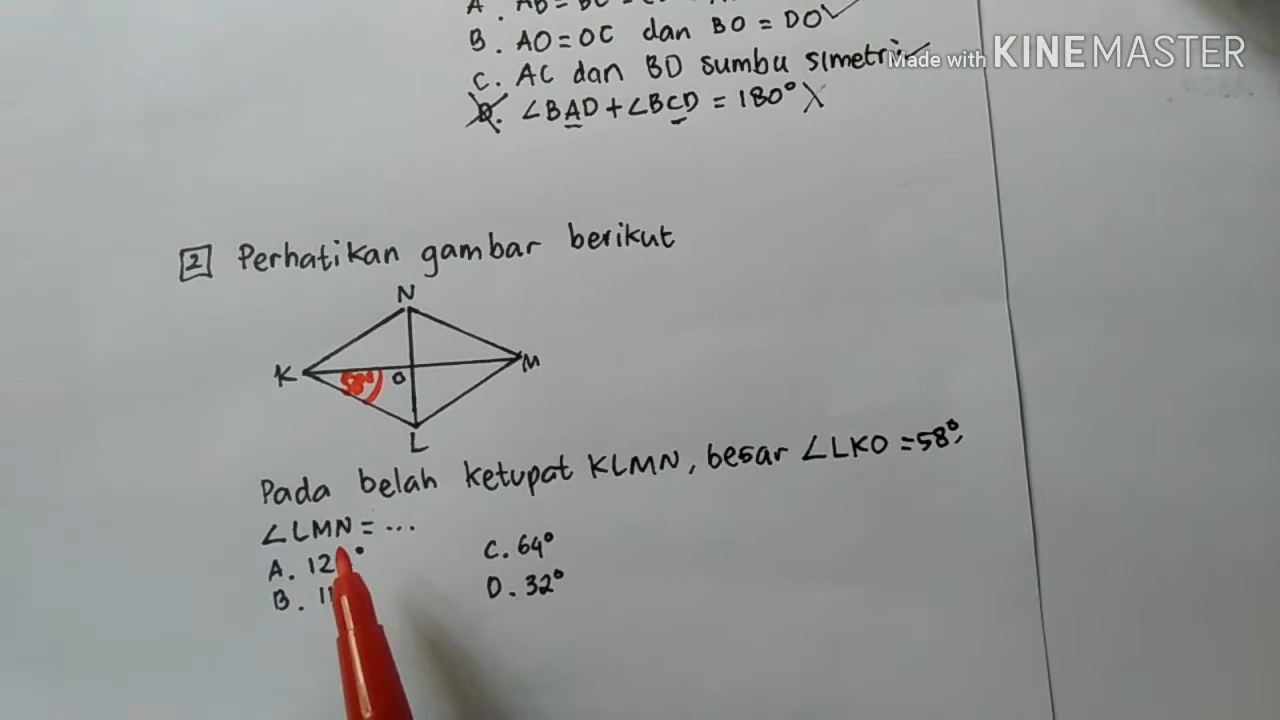 B. AO = OC dan BO = DO✓
Made with KINEMASTER
C. AC dan BD sumbu simetri✓
D. ∠BAD + ∠BCD = 180° X
2 Perhatikan gambar berikut
N
K 58° O M
L
Pada belah ketupat KLMN, besar ∠LKO = 58°,
∠LMN = ...
A. C. 64°
B. D. 32°